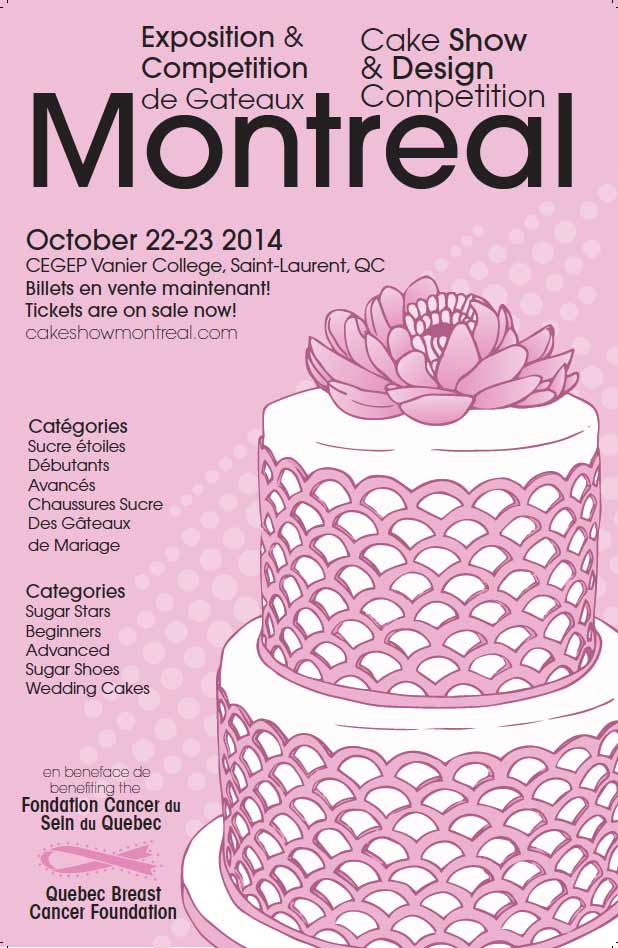 Exposition &
Competition
de Gateaux
Cake Show
& Design
Competition
Montreal
October 22-23 2014
CEGEP Vanier College, Saint-Laurent, QC
Billets en vente maintenant!
Tickets are on sale now!
cakeshowmontreal.com
Catégories
Sucre étoiles
Débutants
Avancés
Chaussures Sucre
Des Gâteaux
de Mariage
Categories
Sugar Stars
Beginners
Advanced
Sugar Shoes
Wedding Cakes
en beneface de
benefiting the
Fondation Cancer du
Sein du Quebec
Quebec Breast
Cancer Foundation